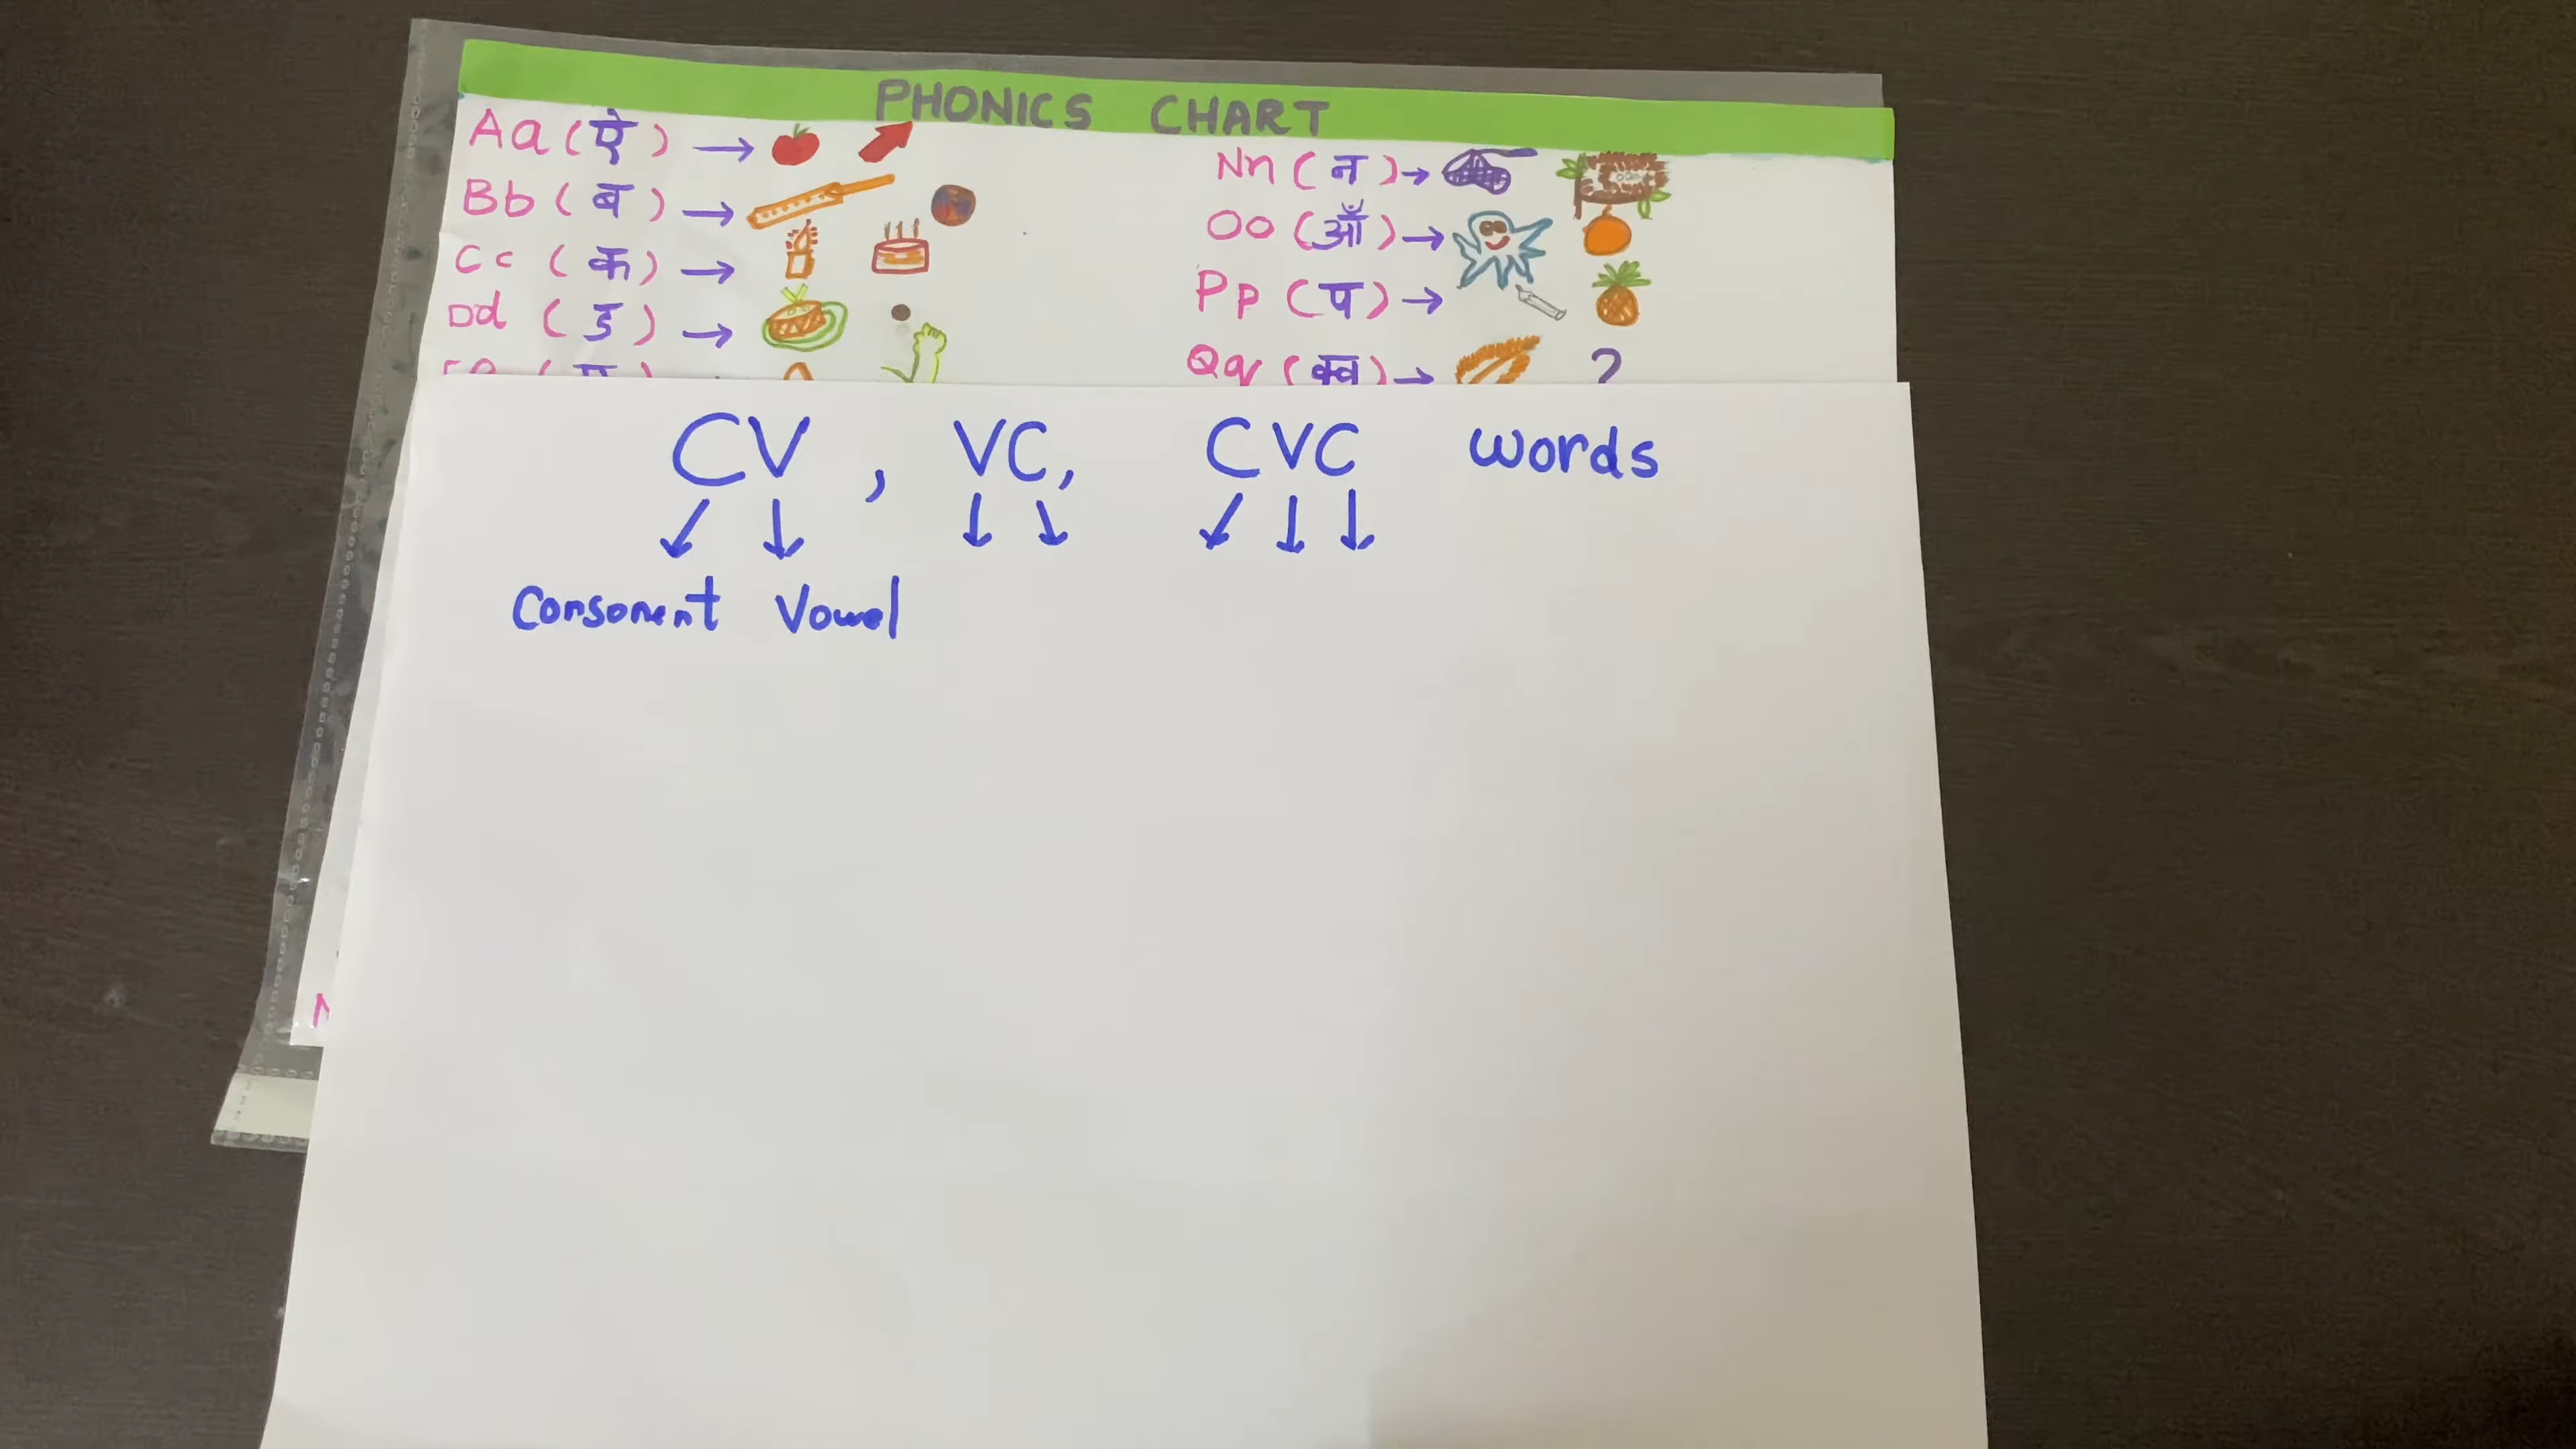 PHONICS CHART
Aa (ऐ) →
Bb (ब) →
Cc (क) →
Dd (ड) →
Nn (न) →
Oo (ऑ) →
Pp (प) →
Qq (क्व) → ?
CV, VC, CVC words
Consonent Vowel